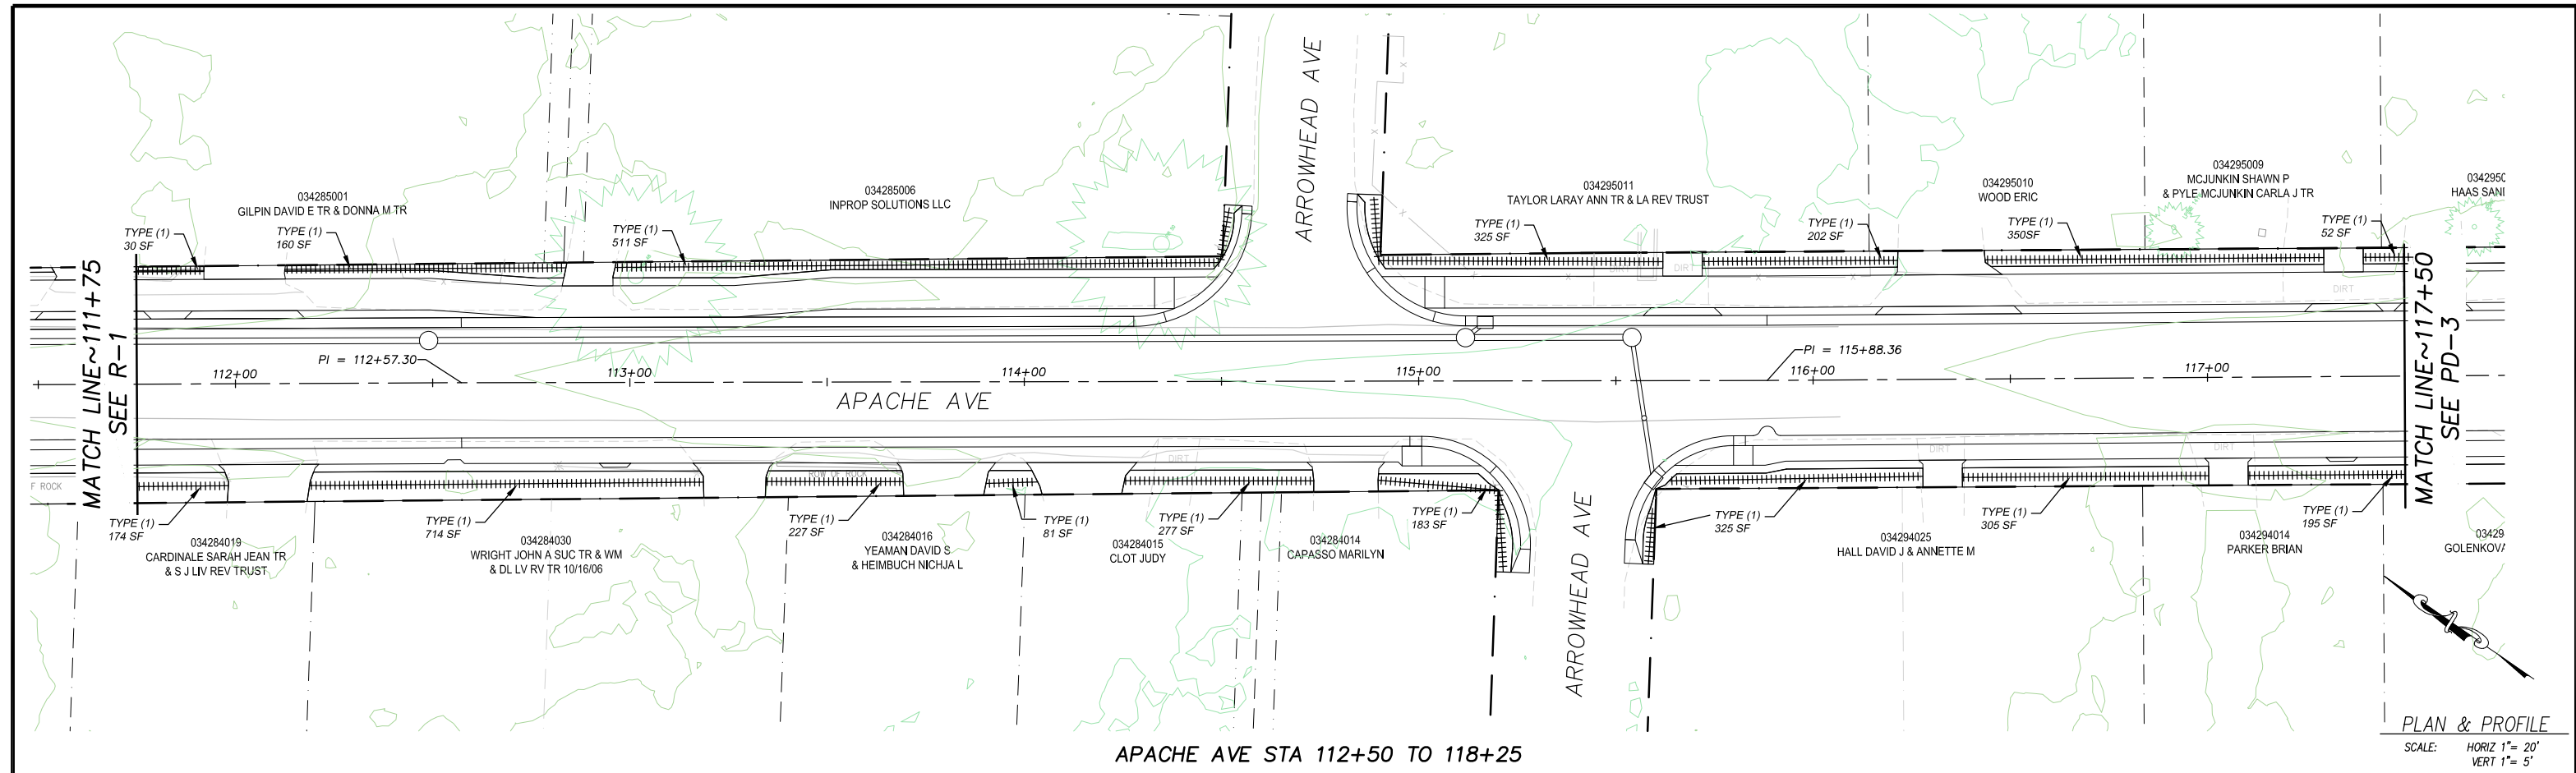 ARROWHEAD AVE
034285001
GILPIN DAVID E TR & DONNA M TR
034285006
INPROP SOLUTIONS LLC
034295011
TAYLOR LARAY ANN TR & LA REV TRUST
034295010
WOOD ERIC
034295009
MCJUNKIN SHAWN P
& PYLE MCJUNKIN CARLA J TR
034295
HAAS SAN
TYPE (1)
30 SF
TYPE (1)
160 SF
TYPE (1)
511 SF
TYPE (1)
325 SF
TYPE (1)
202 SF
TYPE (1)
350SF
TYPE (1)
52 SF
DIRT
DIRT
DIRT
MATCH LINE~111+75
SEE R-1
PI = 112+57.30
PI = 115+88.36
112+00
113+00
114+00
115+00
116+00
117+00
APACHE AVE
MATCH LINE~117+50
SEE PD-3
F ROCK
ROW OF ROCK
DIRT
DIRT
DIRT
TYPE (1)
174 SF
TYPE (1)
714 SF
TYPE (1)
227 SF
TYPE (1)
81 SF
TYPE (1)
277 SF
TYPE (1)
183 SF
TYPE (1)
325 SF
TYPE (1)
305 SF
TYPE (1)
195 SF
034284019
CARDINALE SARAH JEAN TR
& S J LIV REV TRUST
034284030
WRIGHT JOHN A SUC TR & WM
& DL LV RV TR 10/16/06
034284016
YEAMAN DAVID S
& HEIMBUCH NICHJA L
034284015
CLOT JUDY
034284014
CAPASSO MARILYN
ARROWHEAD AVE
034294025
HALL DAVID J & ANNETTE M
034294014
PARKER BRIAN
03429
GOLENKOV
APACHE AVE STA 112+50 TO 118+25
PLAN & PROFILE
SCALE: HORIZ 1"= 20'
VERT 1"= 5'